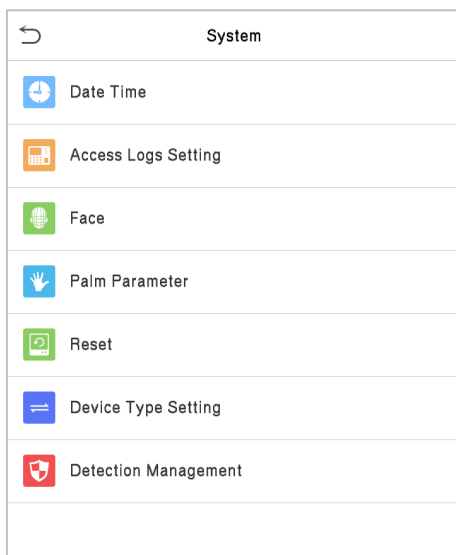 System
Date Time
Access Logs Setting
Face
Palm Parameter
Reset
Device Type Setting
Detection Management